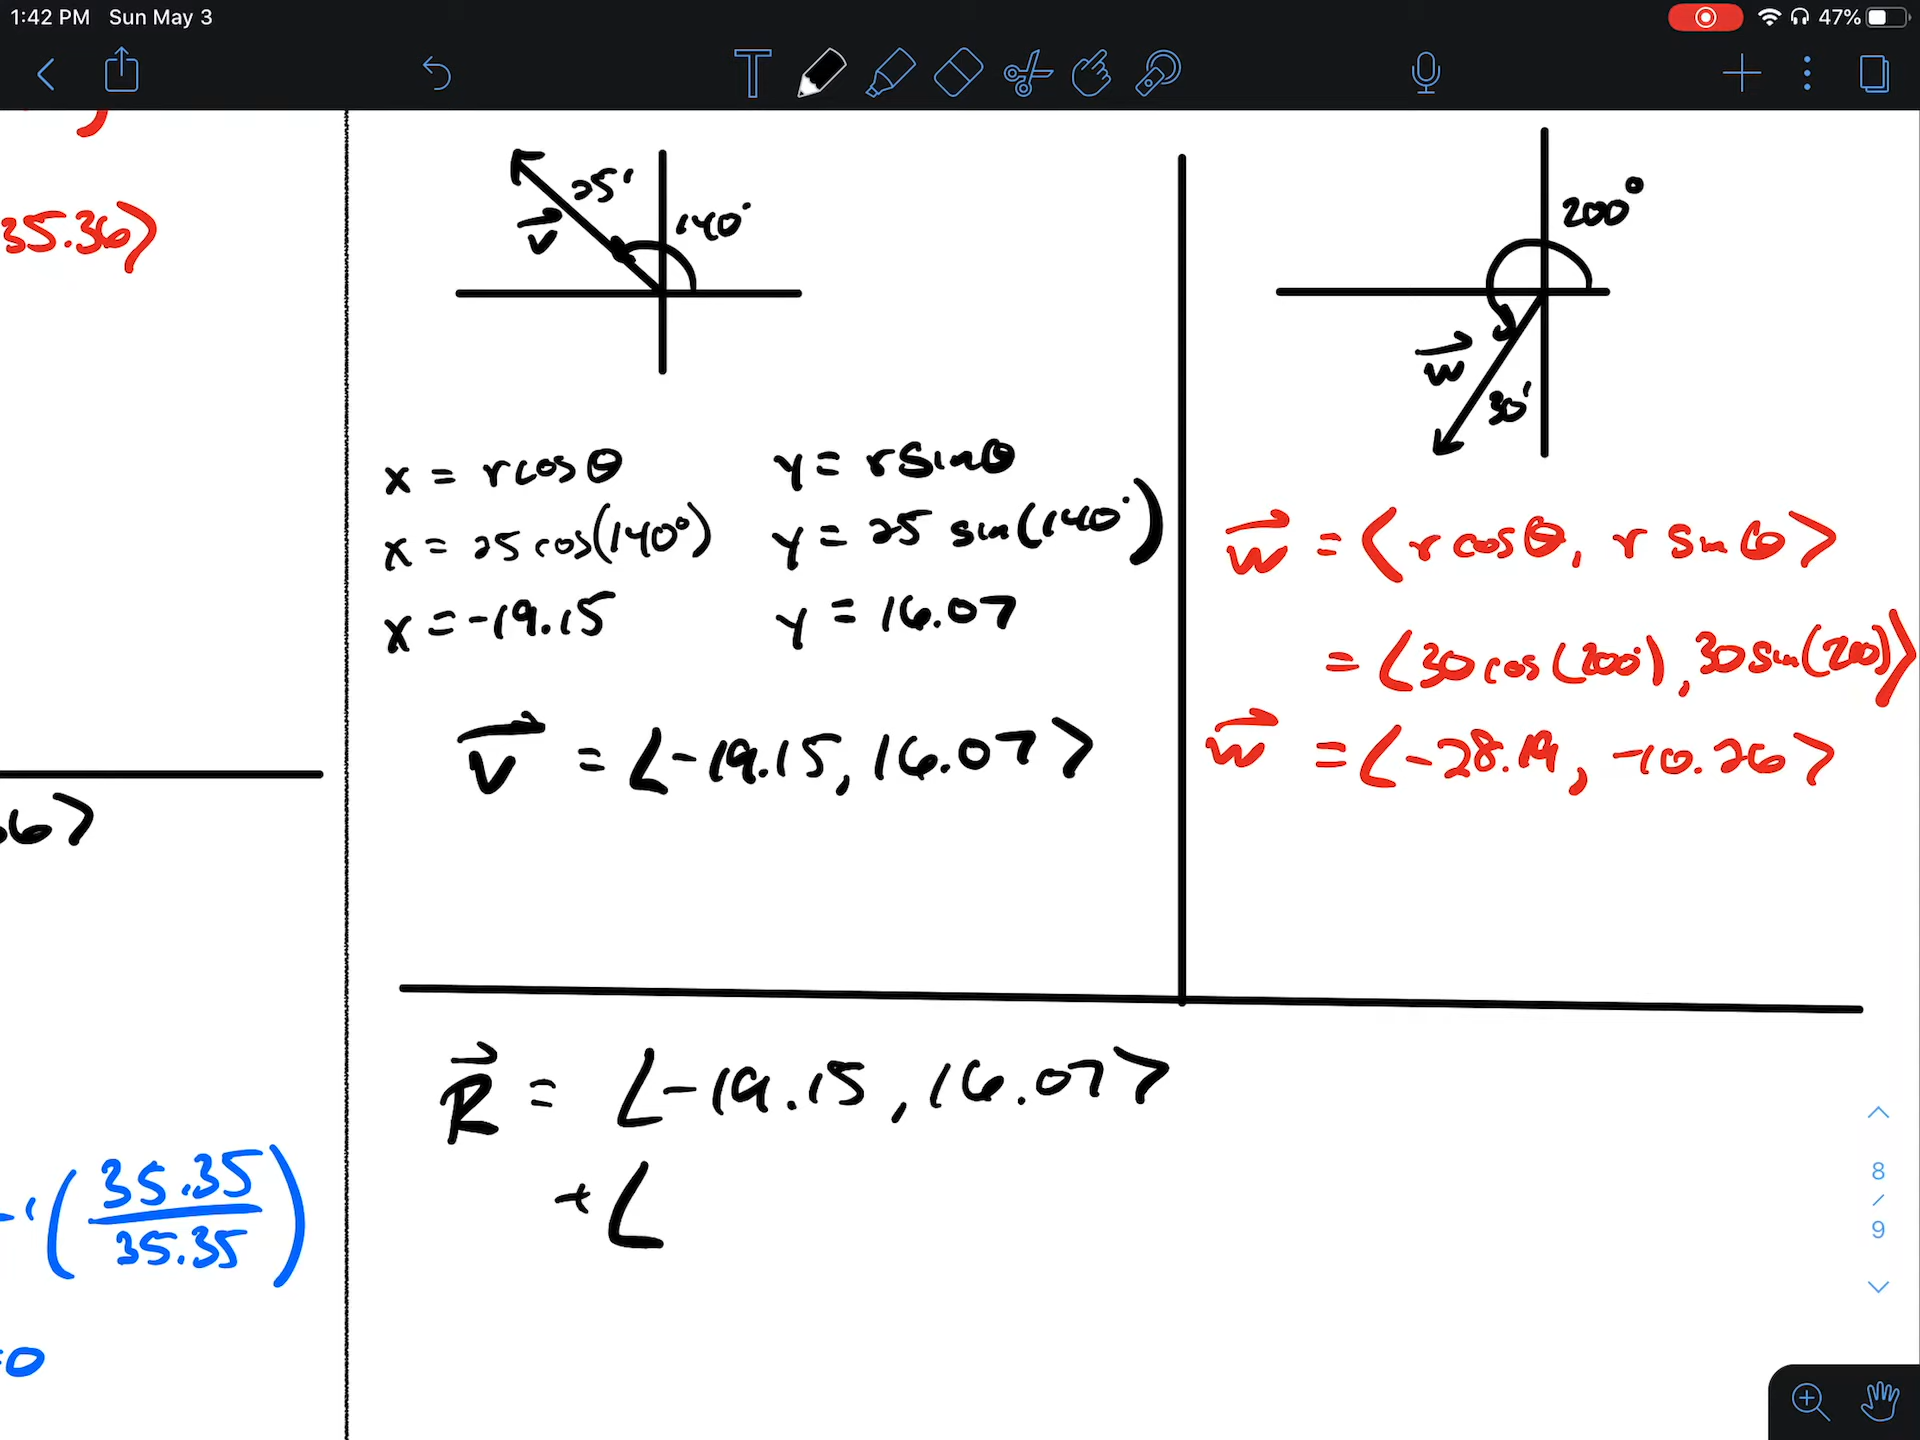 1:42 PM Sun May 3
47%
35.36⟩
6⟩
-1(35.35/35.35)
0
25'
v
140°
x = r cos θ
y = r sin θ
x = 25 cos(140°)
y = 25 sin(140°)
x = -19.15
y = 16.07
v = ⟨-19.15, 16.07⟩
200°
w
30'
w = ⟨r cos θ, r sin θ⟩
= ⟨30 cos(200°), 30 sin(200)⟩
w = ⟨-28.19, -10.26⟩
R = ⟨-19.15, 16.07⟩
+ ⟨
8
/
9